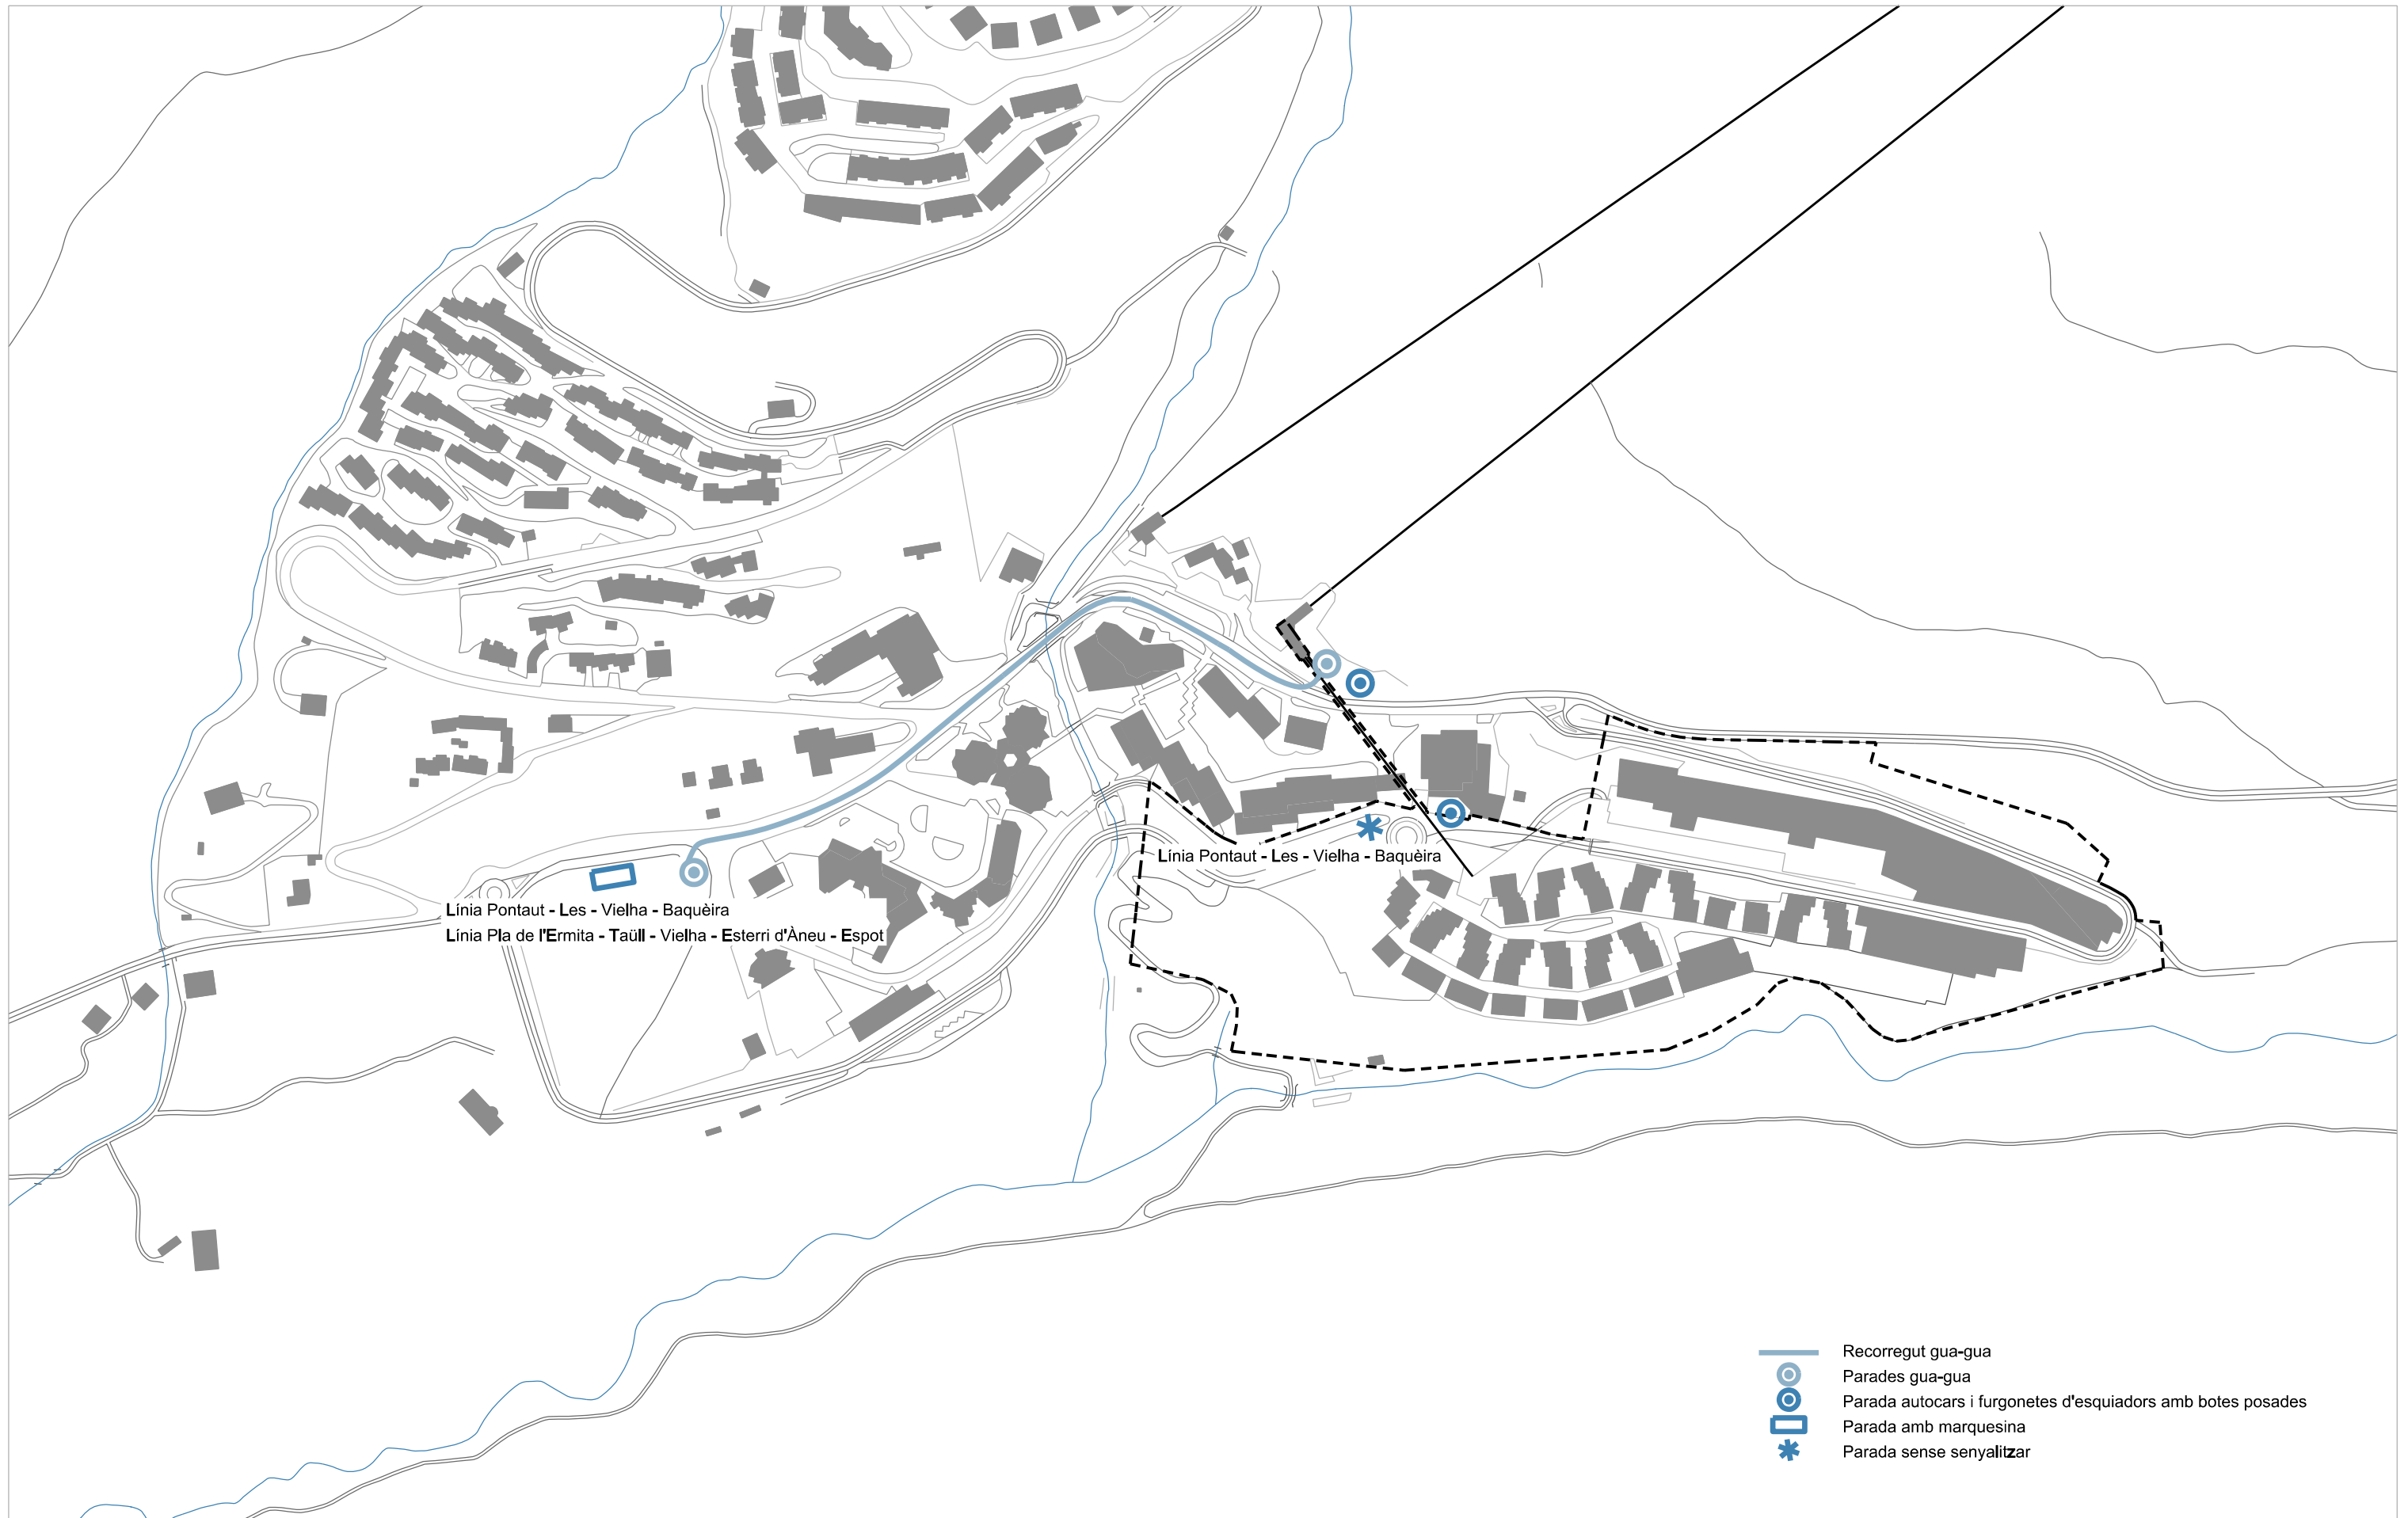 Línia Pontaut - Les - Vielha - Baquèira
Línia Pontaut - Les - Vielha - Baquèira
Línia Pla de l'Ermita - Taüll - Vielha - Esterri d'Àneu - Espot
Recorregut gua-gua
Parades gua-gua
Parada autocars i furgonetes d'esquiadors amb botes posades
Parada amb marquesina
Parada sense senyalitzar